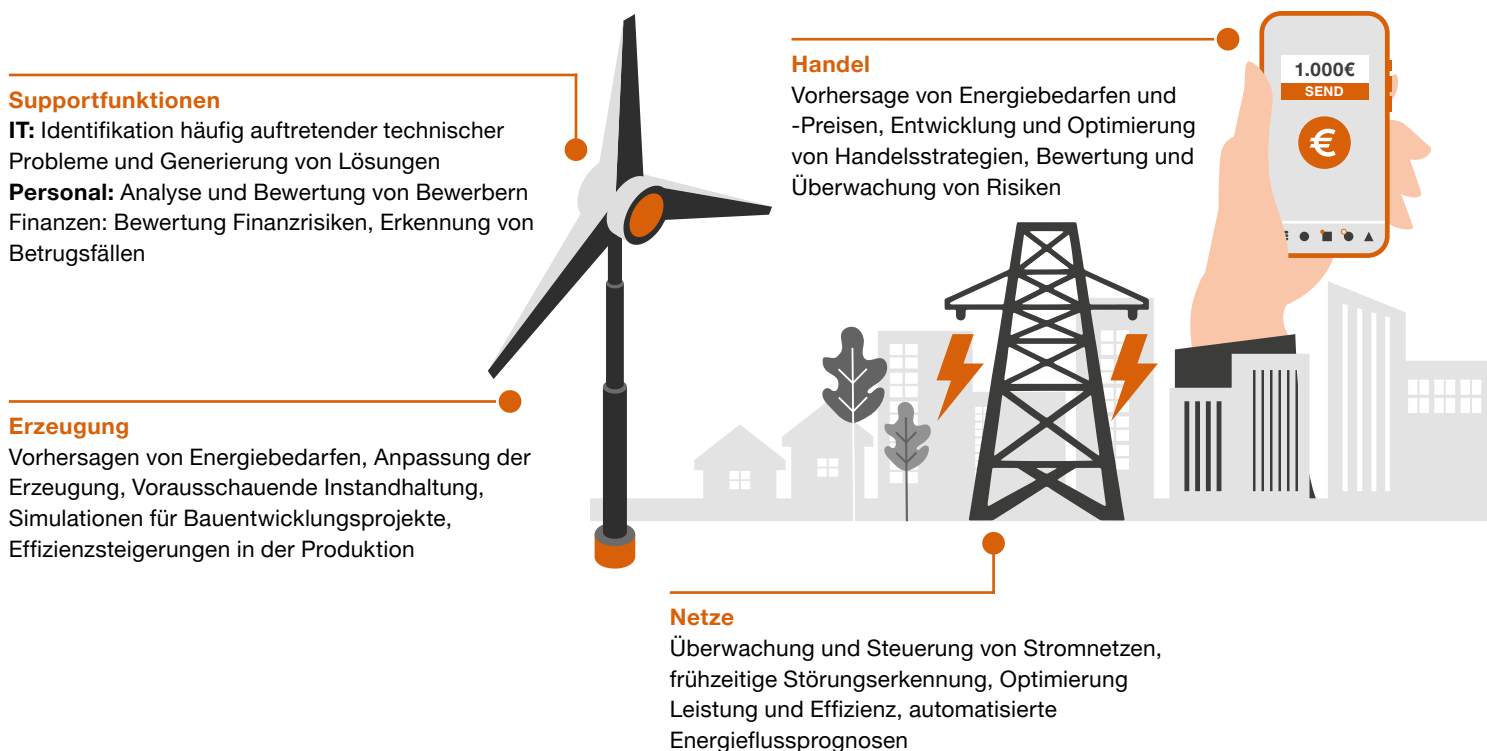 Supportfunktionen
IT: Identifikation häufig auftretender technischer
Probleme und Generierung von Lösungen
Personal: Analyse und Bewertung von Bewerbern
Finanzen: Bewertung Finanzrisiken, Erkennung von
Betrugsfällen
Handel
Vorhersage von Energiebedarfen und
-Preisen, Entwicklung und Optimierung
von Handelsstrategien, Bewertung und
Überwachung von Risiken
1.000€
SEND
€
Erzeugung
Vorhersagen von Energiebedarfen, Anpassung der
Erzeugung, Vorausschauende Instandhaltung,
Simulationen für Bauentwicklungsprojekte,
Effizienzsteigerungen in der Produktion
Netze
Überwachung und Steuerung von Stromnetzen,
frühzeitige Störungserkennung, Optimierung
Leistung und Effizienz, automatisierte
Energieflussprognosen